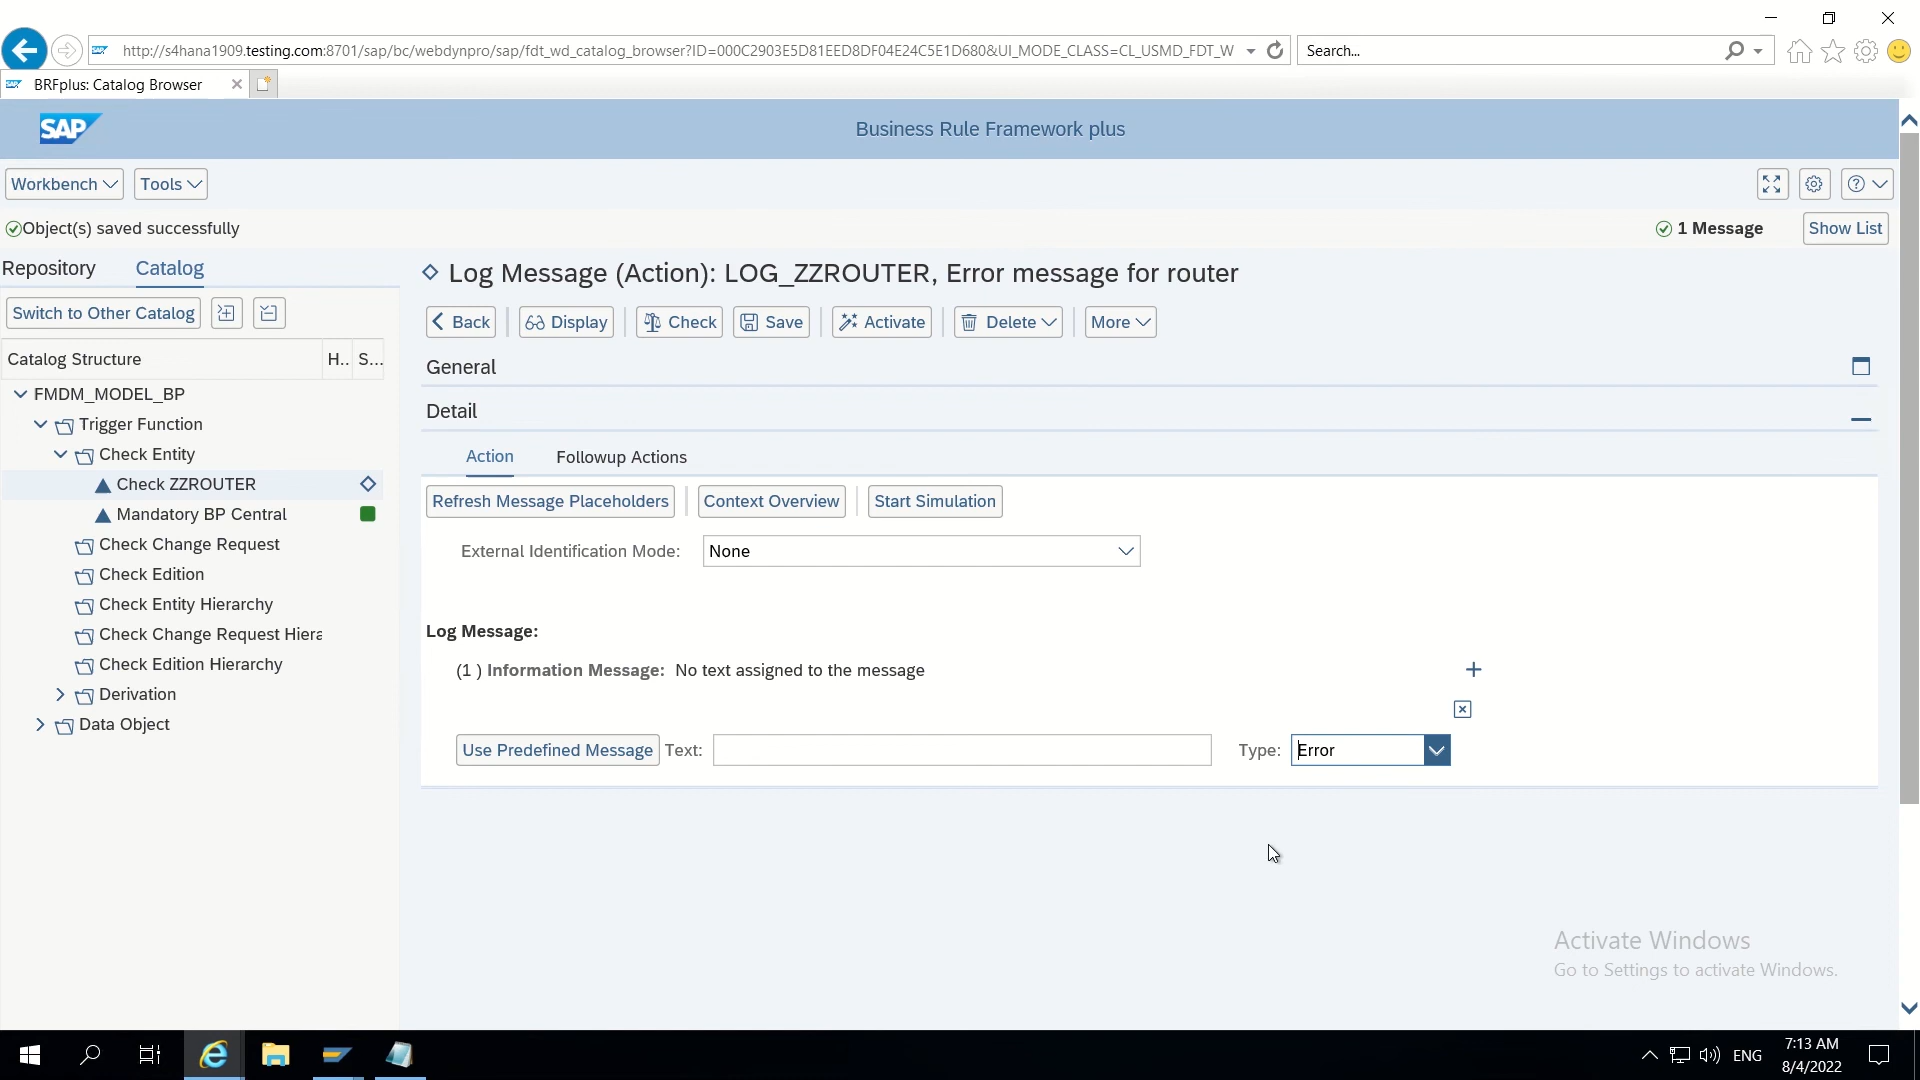 http://s4hana1909.testing.com:8701/sap/bc/webdynpro/sap/fdt_wd_catalog_browser?ID=000C2903E5D81EED8DF04E24C5E1D680&UI_MODE_CLASS=CL_USMD_FDT_W
Search...
BRFplus: Catalog Browser
SAP
Business Rule Framework plus
Workbench
Tools
Object(s) saved successfully
1 Message
Show List
Repository
Catalog
Switch to Other Catalog
Catalog Structure
H..
S...
FMDM_MODEL_BP
Trigger Function
Check Entity
Check ZZROUTER
Mandatory BP Central
Check Change Request
Check Edition
Check Entity Hierarchy
Check Change Request Hiera
Check Edition Hierarchy
Derivation
Data Object
Log Message (Action): LOG_ZZROUTER, Error message for router
Back
Display
Check
Save
Activate
Delete
More
General
Detail
Action
Followup Actions
Refresh Message Placeholders
Context Overview
Start Simulation
External Identification Mode: None
Log Message:
(1 ) Information Message: No text assigned to the message
Use Predefined Message
Text:
Type: Error
Activate Windows
Go to Settings to activate Windows.
ENG
7:13 AM
8/4/2022